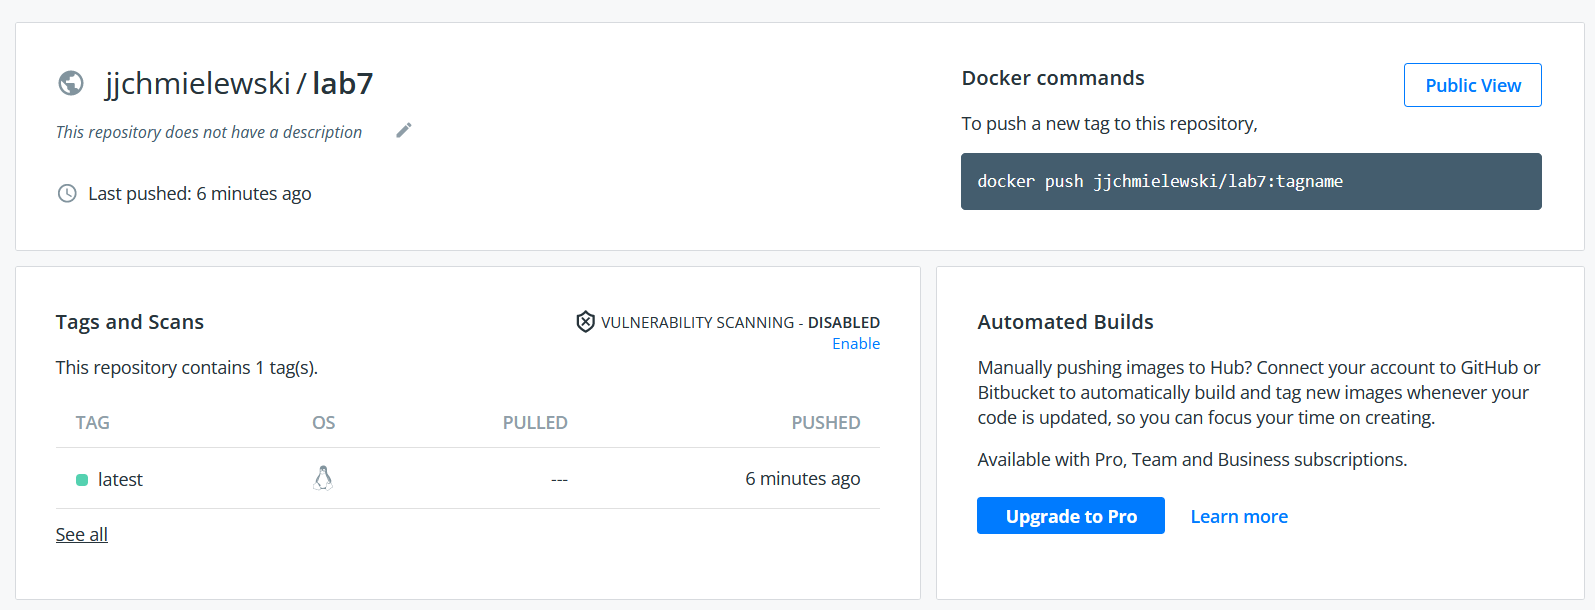 jjchmielewski / lab7
This repository does not have a description
Last pushed: 6 minutes ago
Docker commands
Public View
To push a new tag to this repository,
docker push jjchmielewski/lab7:tagname
Tags and Scans
VULNERABILITY SCANNING - DISABLED
Enable
This repository contains 1 tag(s).
TAG OS PULLED PUSHED
latest --- 6 minutes ago
See all
Automated Builds
Manually pushing images to Hub? Connect your account to GitHub or
Bitbucket to automatically build and tag new images whenever your
code is updated, so you can focus your time on creating.
Available with Pro, Team and Business subscriptions.
Upgrade to Pro Learn more